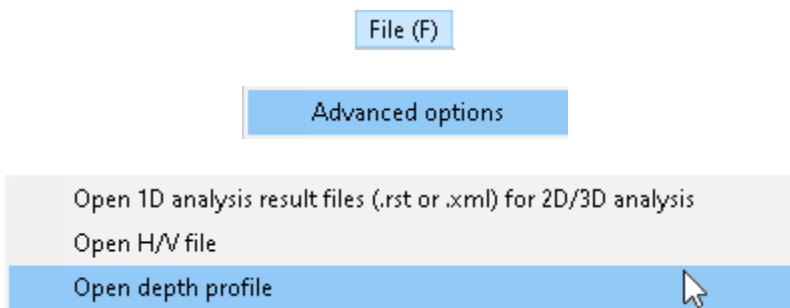 File (F)
Advanced options
Open 1D analysis result files (.rst or .xml) for 2D/3D analysis
Open H/V file
Open depth profile